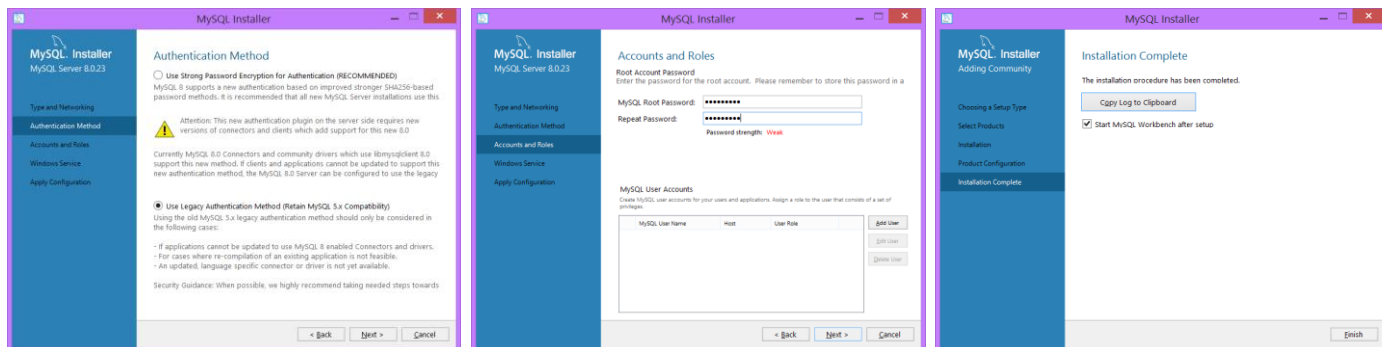 MySQL Installer
MySQL. Installer
MySQL Server 8.0.23
Type and Networking
Authentication Method
Accounts and Roles
Windows Service
Apply Configuration
Authentication Method
Use Strong Password Encryption for Authentication (RECOMMENDED)
MySQL 8 supports a new authentication based on improved stronger SHA256-based
password methods. It is recommended that all new MySQL Server installations use this
Attention: This new authentication plugin on the server side requires new
versions of connectors and clients which add support for this new 8.0
Currently MySQL 8.0 Connectors and community drivers which use libmysqlclient 8.0
support this new method. If clients and applications cannot be updated to support this
new authentication method, the MySQL 8.0 Server can be configured to use the legacy
Use Legacy Authentication Method (Retain MySQL 5.x Compatibility)
Using the old MySQL 5.x legacy authentication method should only be considered in
the following cases:
- If applications cannot be updated to use MySQL 8 enabled Connectors and drivers.
- For cases where re-compilation of an existing application is not feasible.
- An updated, language specific connector or driver is not yet available.
Security Guidance: When possible, we highly recommend taking needed steps towards
< Back
Next >
Cancel
MySQL Installer
MySQL. Installer
MySQL Server 8.0.23
Type and Networking
Authentication Method
Accounts and Roles
Windows Service
Apply Configuration
Accounts and Roles
Root Account Password
Enter the password for the root account. Please remember to store this password in a
MySQL Root Password:
Repeat Password:
Password strength: Weak
MySQL User Accounts
Create MySQL user accounts for your users and applications. Assign a role to the user that consists of a set of
privileges.
MySQL User Name Host User Role
Add User
Edit User
Delete User
< Back
Next >
Cancel
MySQL Installer
MySQL. Installer
Adding Community
Choosing a Setup Type
Select Products
Installation
Product Configuration
Installation Complete
Installation Complete
The installation procedure has been completed.
Copy Log to Clipboard
Start MySQL Workbench after setup
Finish